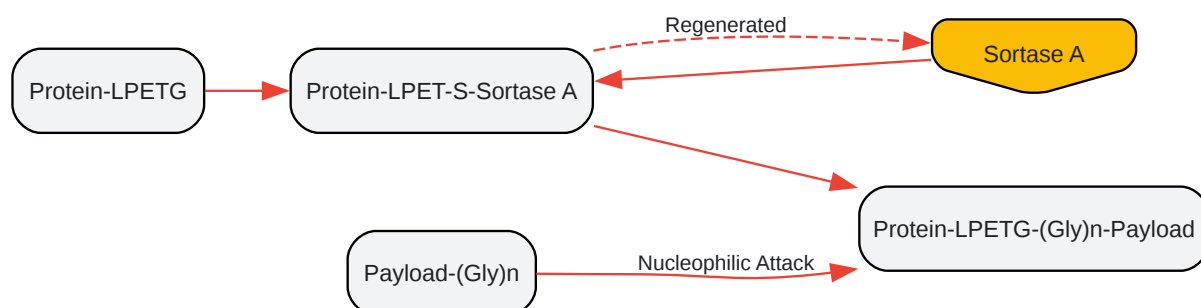 Regenerated
Sortase A
Protein-LPETG
Protein-LPET-S-Sortase A
Protein-LPETG-(Gly)n-Payload
Payload-(Gly)n
Nucleophilic Attack